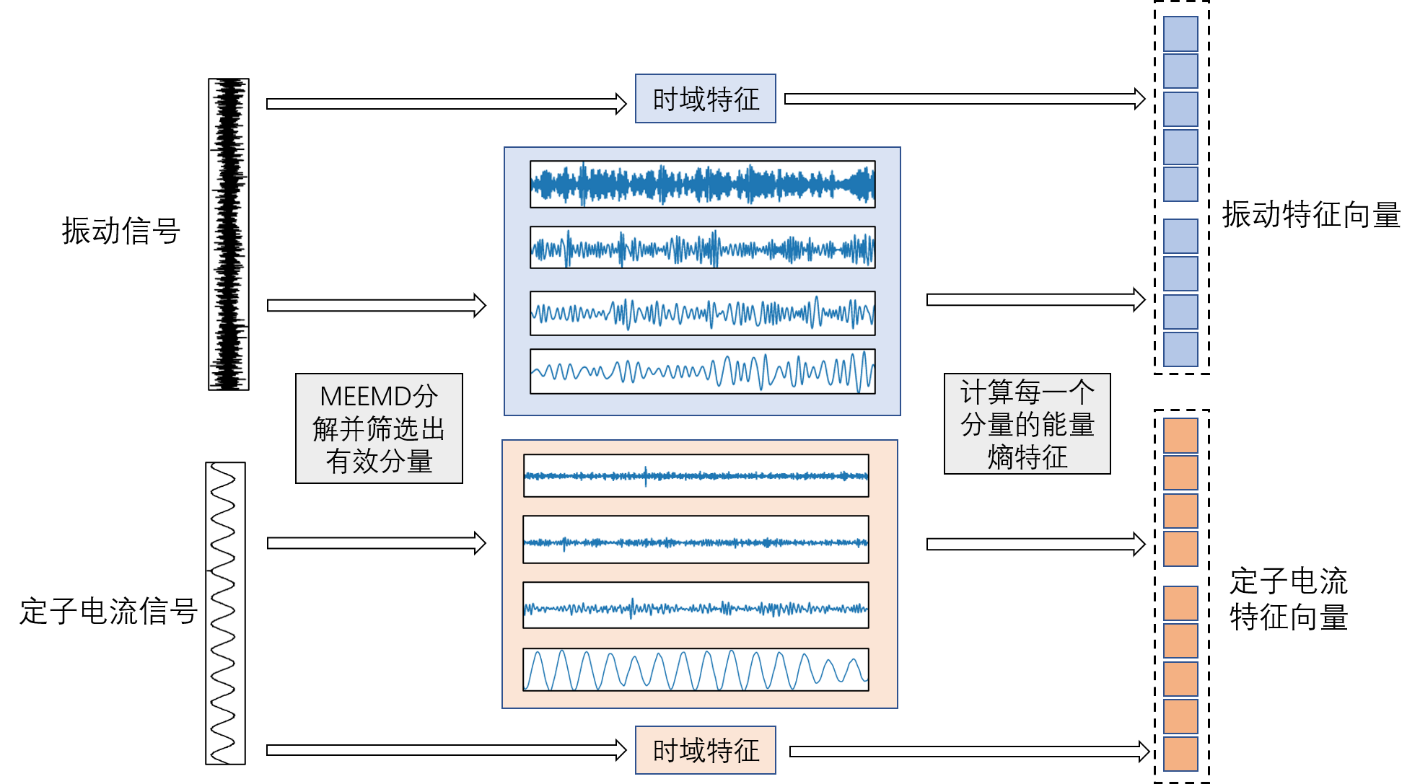 时域特征
振动信号
振动特征向量
MEEMD分
解并筛选出
有效分量
计算每一个
分量的能量
熵特征
定子电流信号
定子电流
特征向量
时域特征